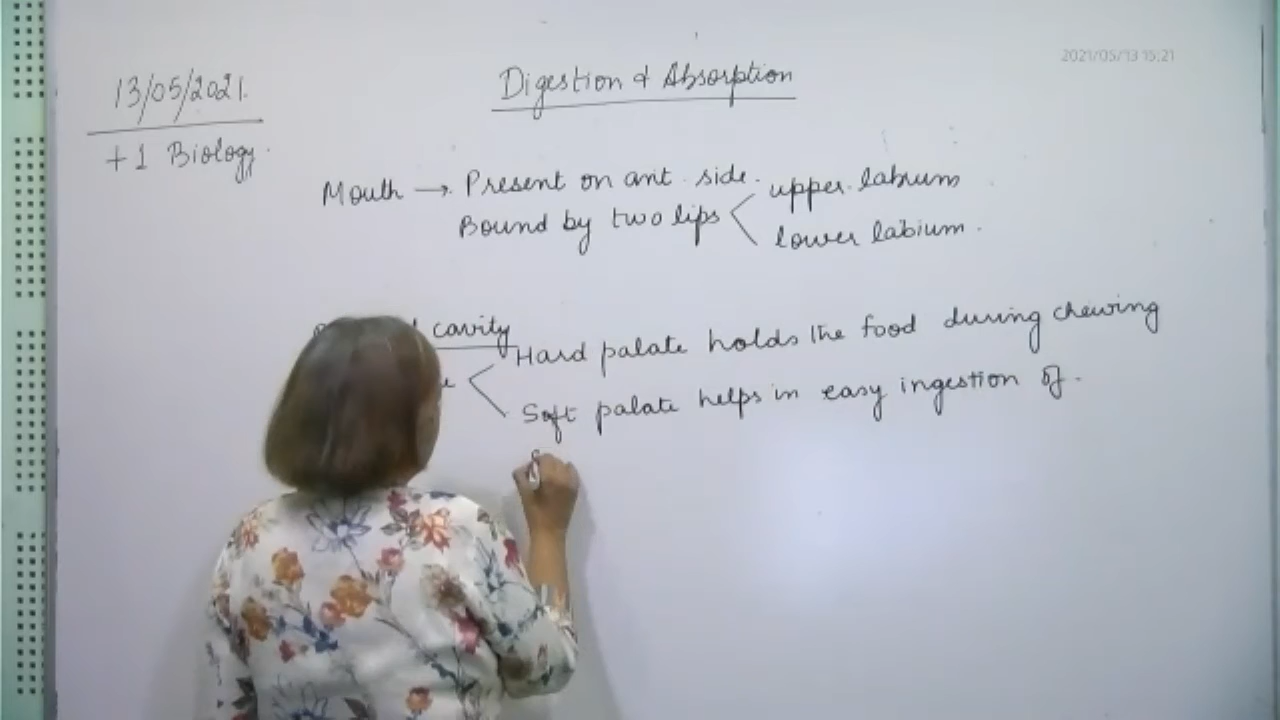 2021/05/13 15:21
13/05/2021.
+1 Biology.
Digestion & Absorption
Mouth → Present on ant. side.
Bound by two lips < upper labrum
lower labium.
cavity
Hard palate holds the food during chewing
Soft palate helps in easy ingestion of.